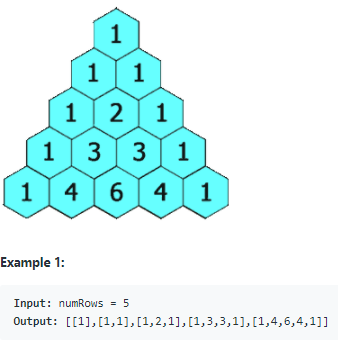 1
1 1
1 2 1
1 3 3 1
1 4 6 4 1
Example 1:
Input: numRows = 5
Output: [[1],[1,1],[1,2,1],[1,3,3,1],[1,4,6,4,1]]